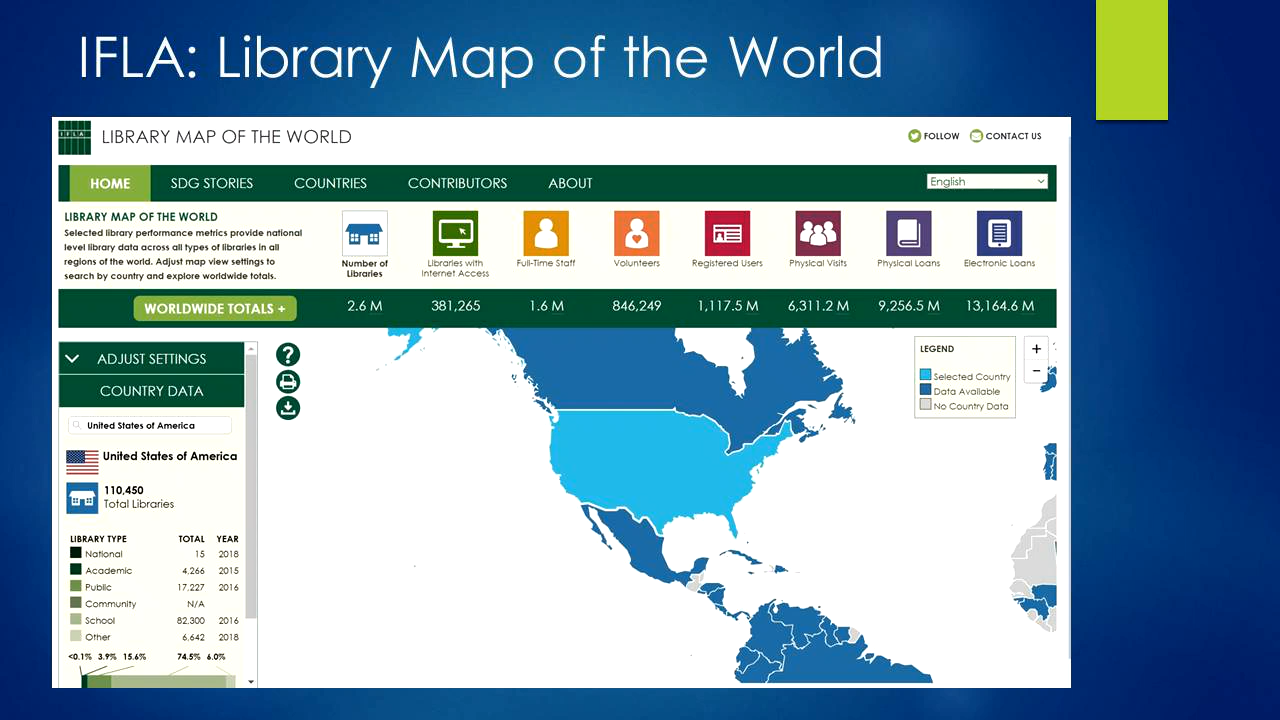 IFLA: Library Map of the World
IFLA
LIBRARY MAP OF THE WORLD
FOLLOW
CONTACT US
HOME
SDG STORIES
COUNTRIES
CONTRIBUTORS
ABOUT
English
LIBRARY MAP OF THE WORLD
Selected library performance metrics provide national
level library data across all types of libraries in all
regions of the world. Adjust map view settings to
search by country and explore worldwide totals.
Number of
Libraries
Libraries with
Internet Access
Full-Time Staff
Volunteers
Registered Users
Physical Visits
Physical Loans
Electronic Loans
WORLDWIDE TOTALS +
2.6 M
381,265
1.6 M
846,249
1,117.5 M
6,311.2 M
9,256.5 M
13,164.6 M
ADJUST SETTINGS
COUNTRY DATA
United States of America
United States of America
110,450
Total Libraries
LIBRARY TYPE TOTAL YEAR
National 15 2018
Academic 4,266 2015
Public 17,227 2016
Community N/A
School 82,300 2016
Other 6,642 2018
<0.1% 3.9% 15.6% 74.5% 6.0%
?
LEGEND
Selected Country
Data Available
No Country Data
+
−